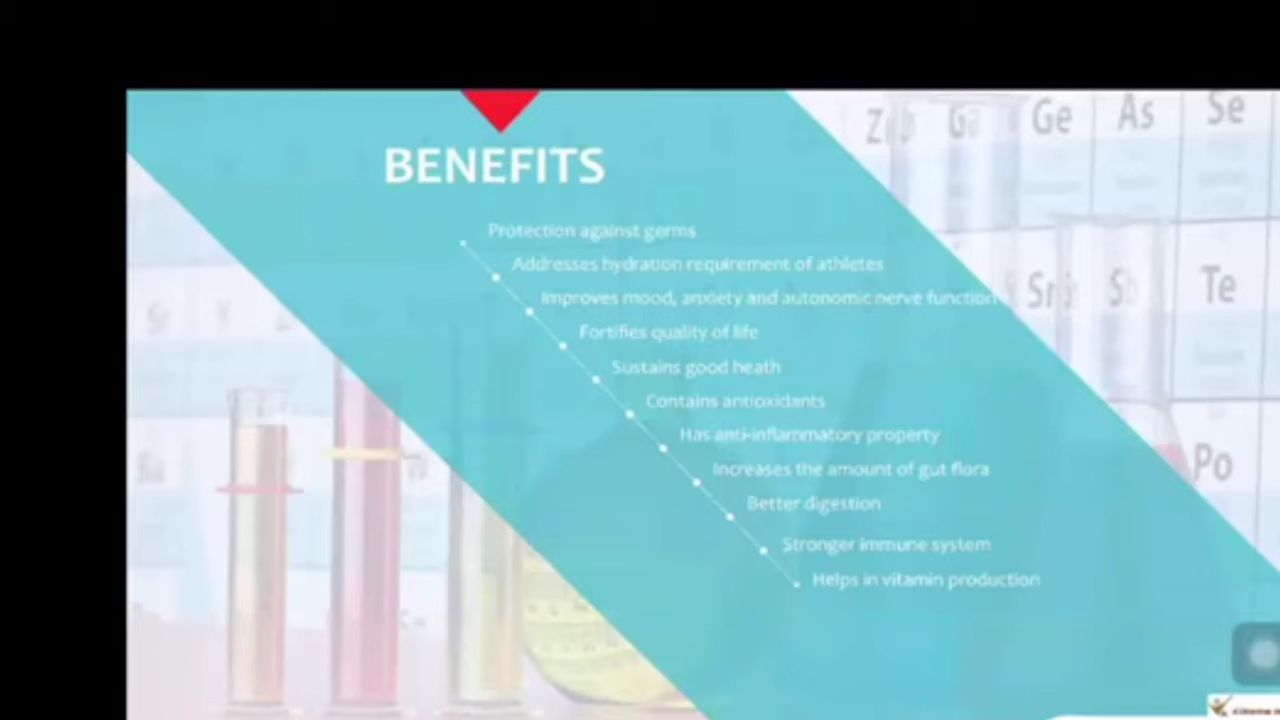 BENEFITS
Protection against germs
Addresses hydration requirement of athletes
Improves mood, anxiety and autonomic nerve function
Fortifies quality of life
Sustains good heath
Contains antioxidants
Has anti-inflammatory property
Increases the amount of gut flora
Better digestion
Stronger immune system
Helps in vitamin production
Ge As Se
Te
Po